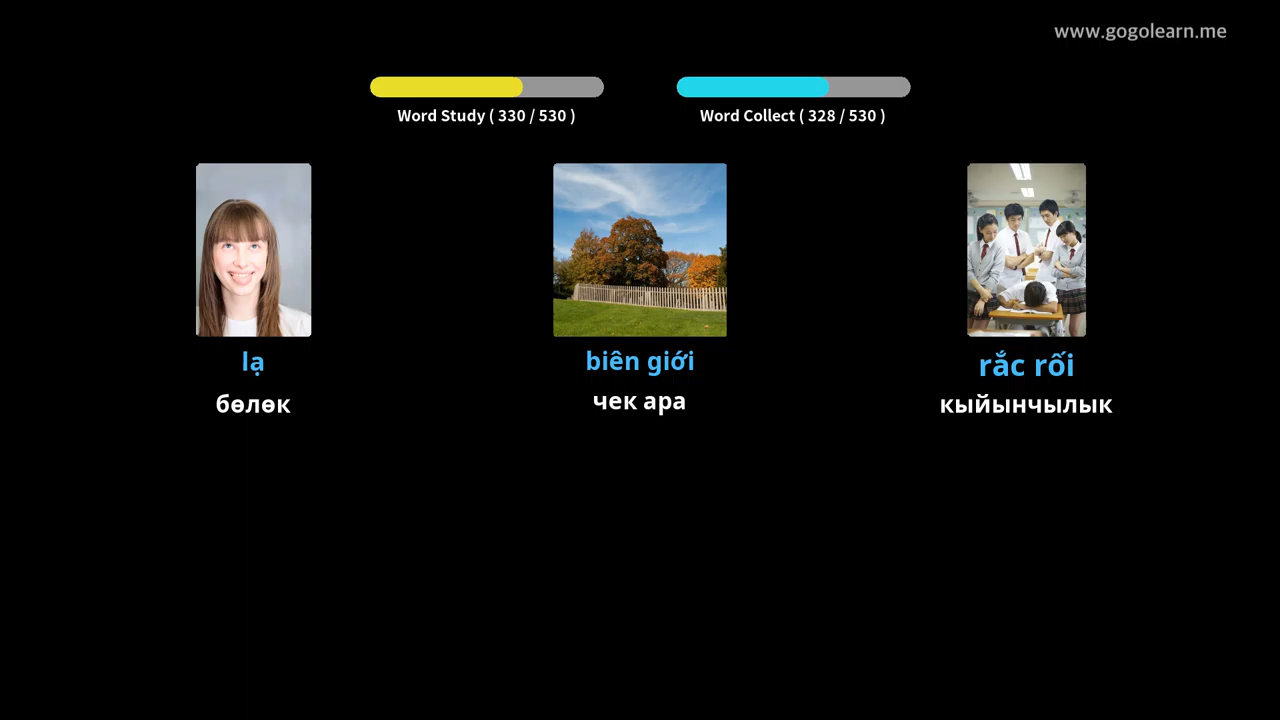 www.gogolearn.me
Word Study ( 330 / 530 )
Word Collect ( 328 / 530 )
lạ
biên giới
rắc rối
бөлөк
чек ара
кыйынчылык